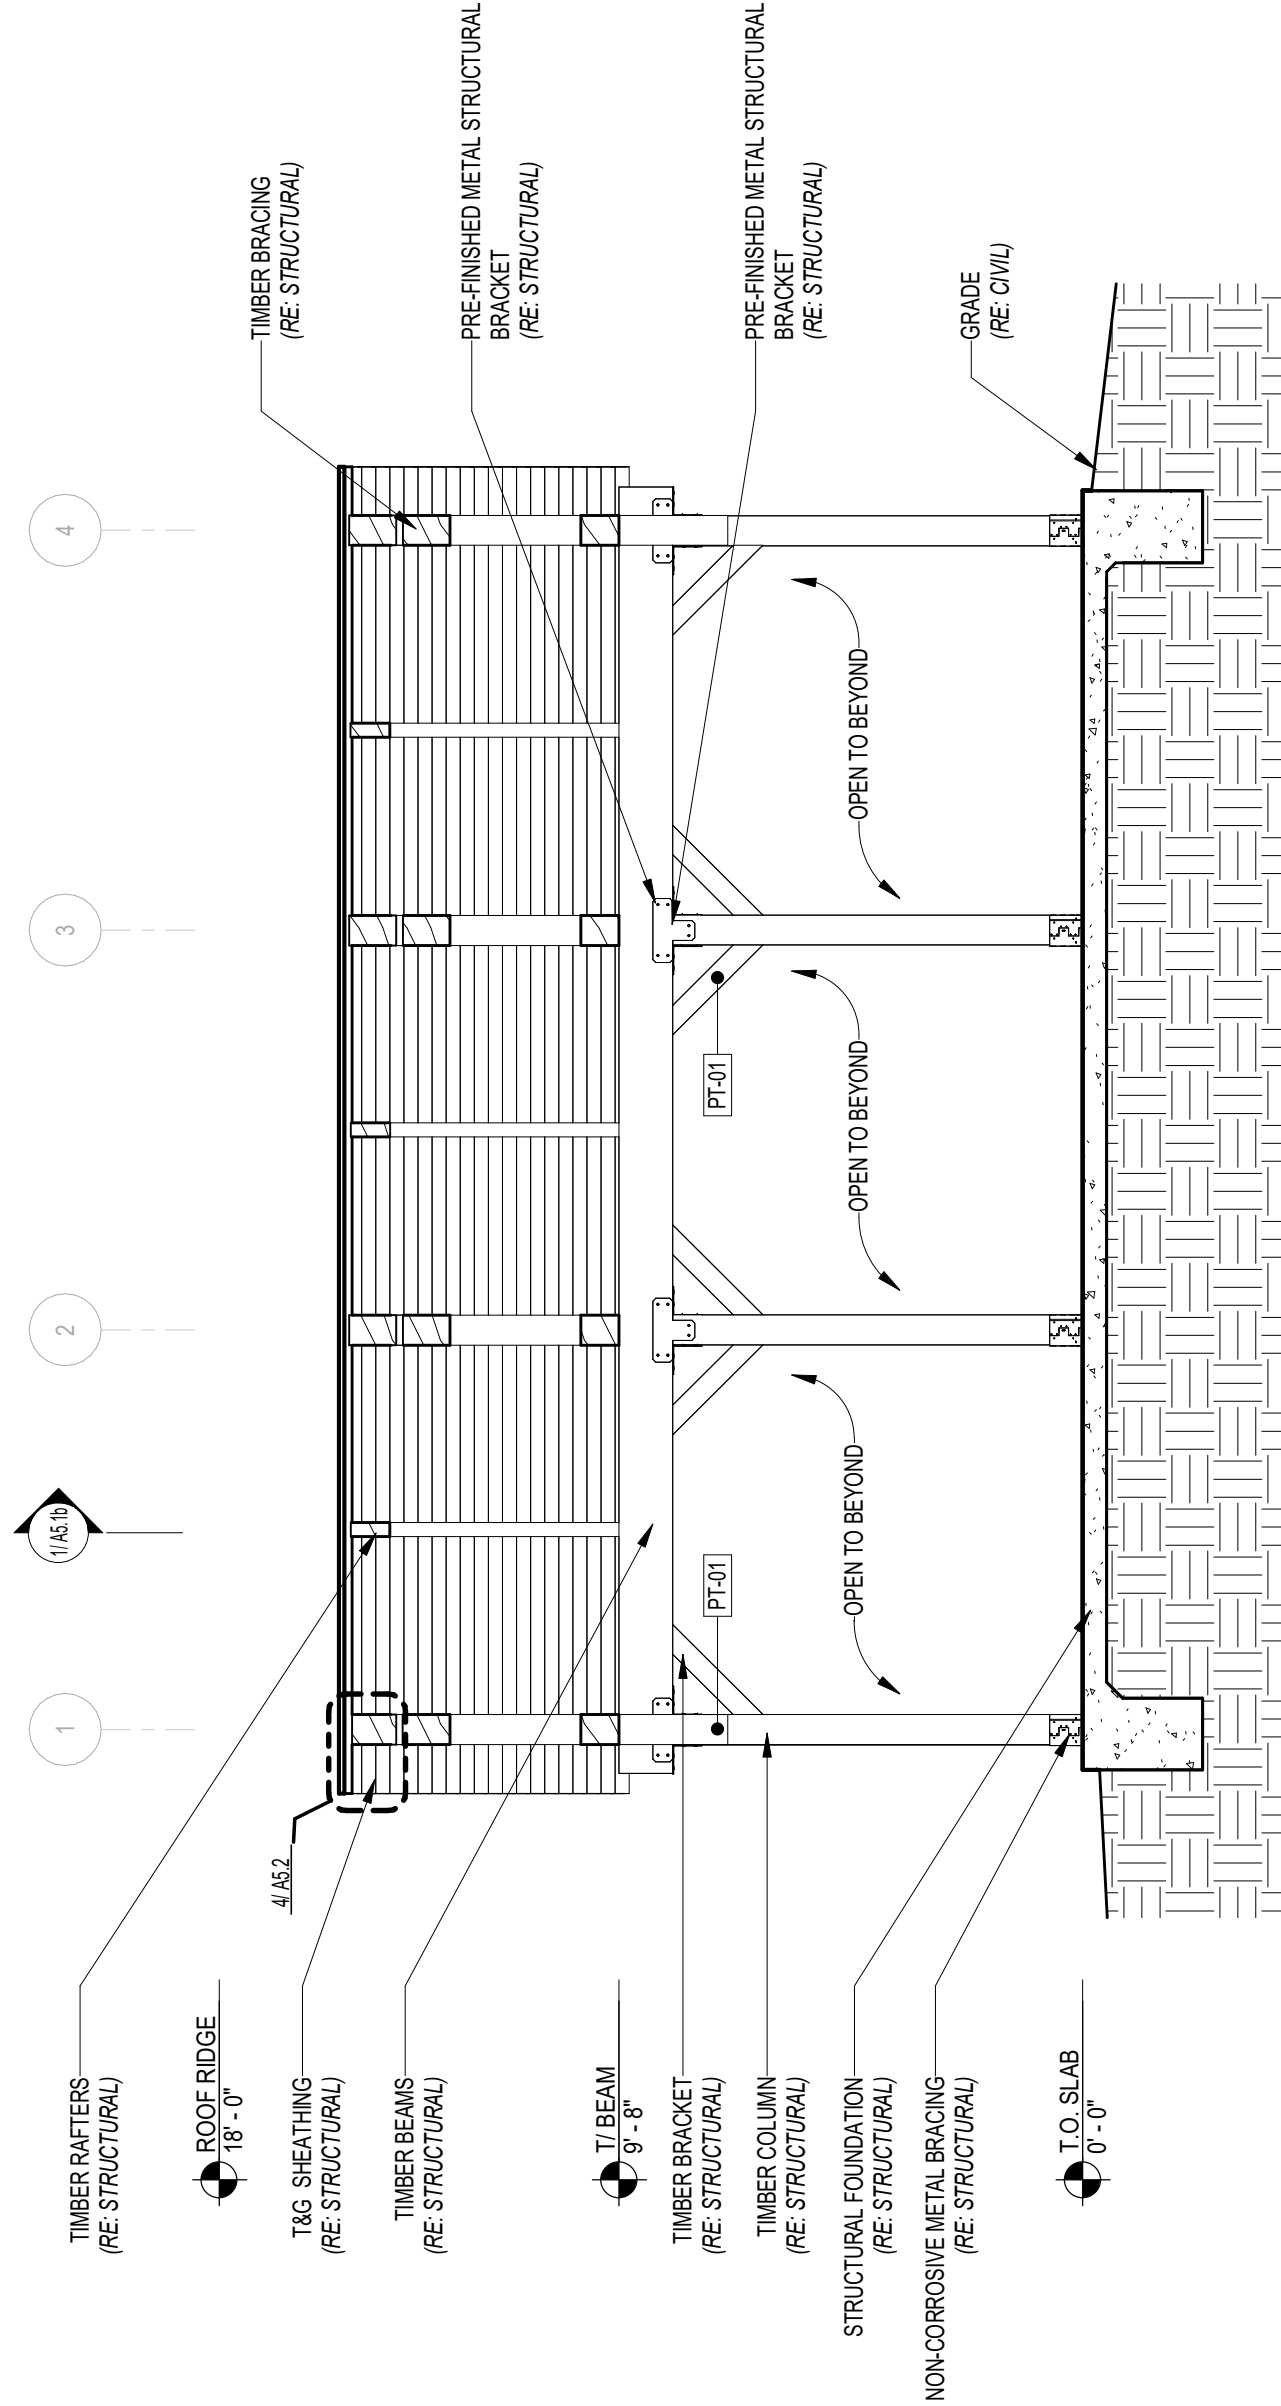 1
2
3
4
1/ A5.1b
TIMBER RAFTERS
(RE: STRUCTURAL)
ROOF RIDGE
18' - 0"
4/ A5.2
T&G SHEATHING
(RE: STRUCTURAL)
TIMBER BEAMS
(RE: STRUCTURAL)
T/ BEAM
9' - 8"
TIMBER BRACKET
(RE: STRUCTURAL)
TIMBER COLUMN
(RE: STRUCTURAL)
STRUCTURAL FOUNDATION
(RE: STRUCTURAL)
NON-CORROSIVE METAL BRACING
(RE: STRUCTURAL)
T.O. SLAB
0' - 0"
PT-01
PT-01
OPEN TO BEYOND
OPEN TO BEYOND
OPEN TO BEYOND
TIMBER BRACING
(RE: STRUCTURAL)
PRE-FINISHED METAL STRUCTURAL
BRACKET
(RE: STRUCTURAL)
PRE-FINISHED METAL STRUCTURAL
BRACKET
(RE: STRUCTURAL)
GRADE
(RE: CIVIL)